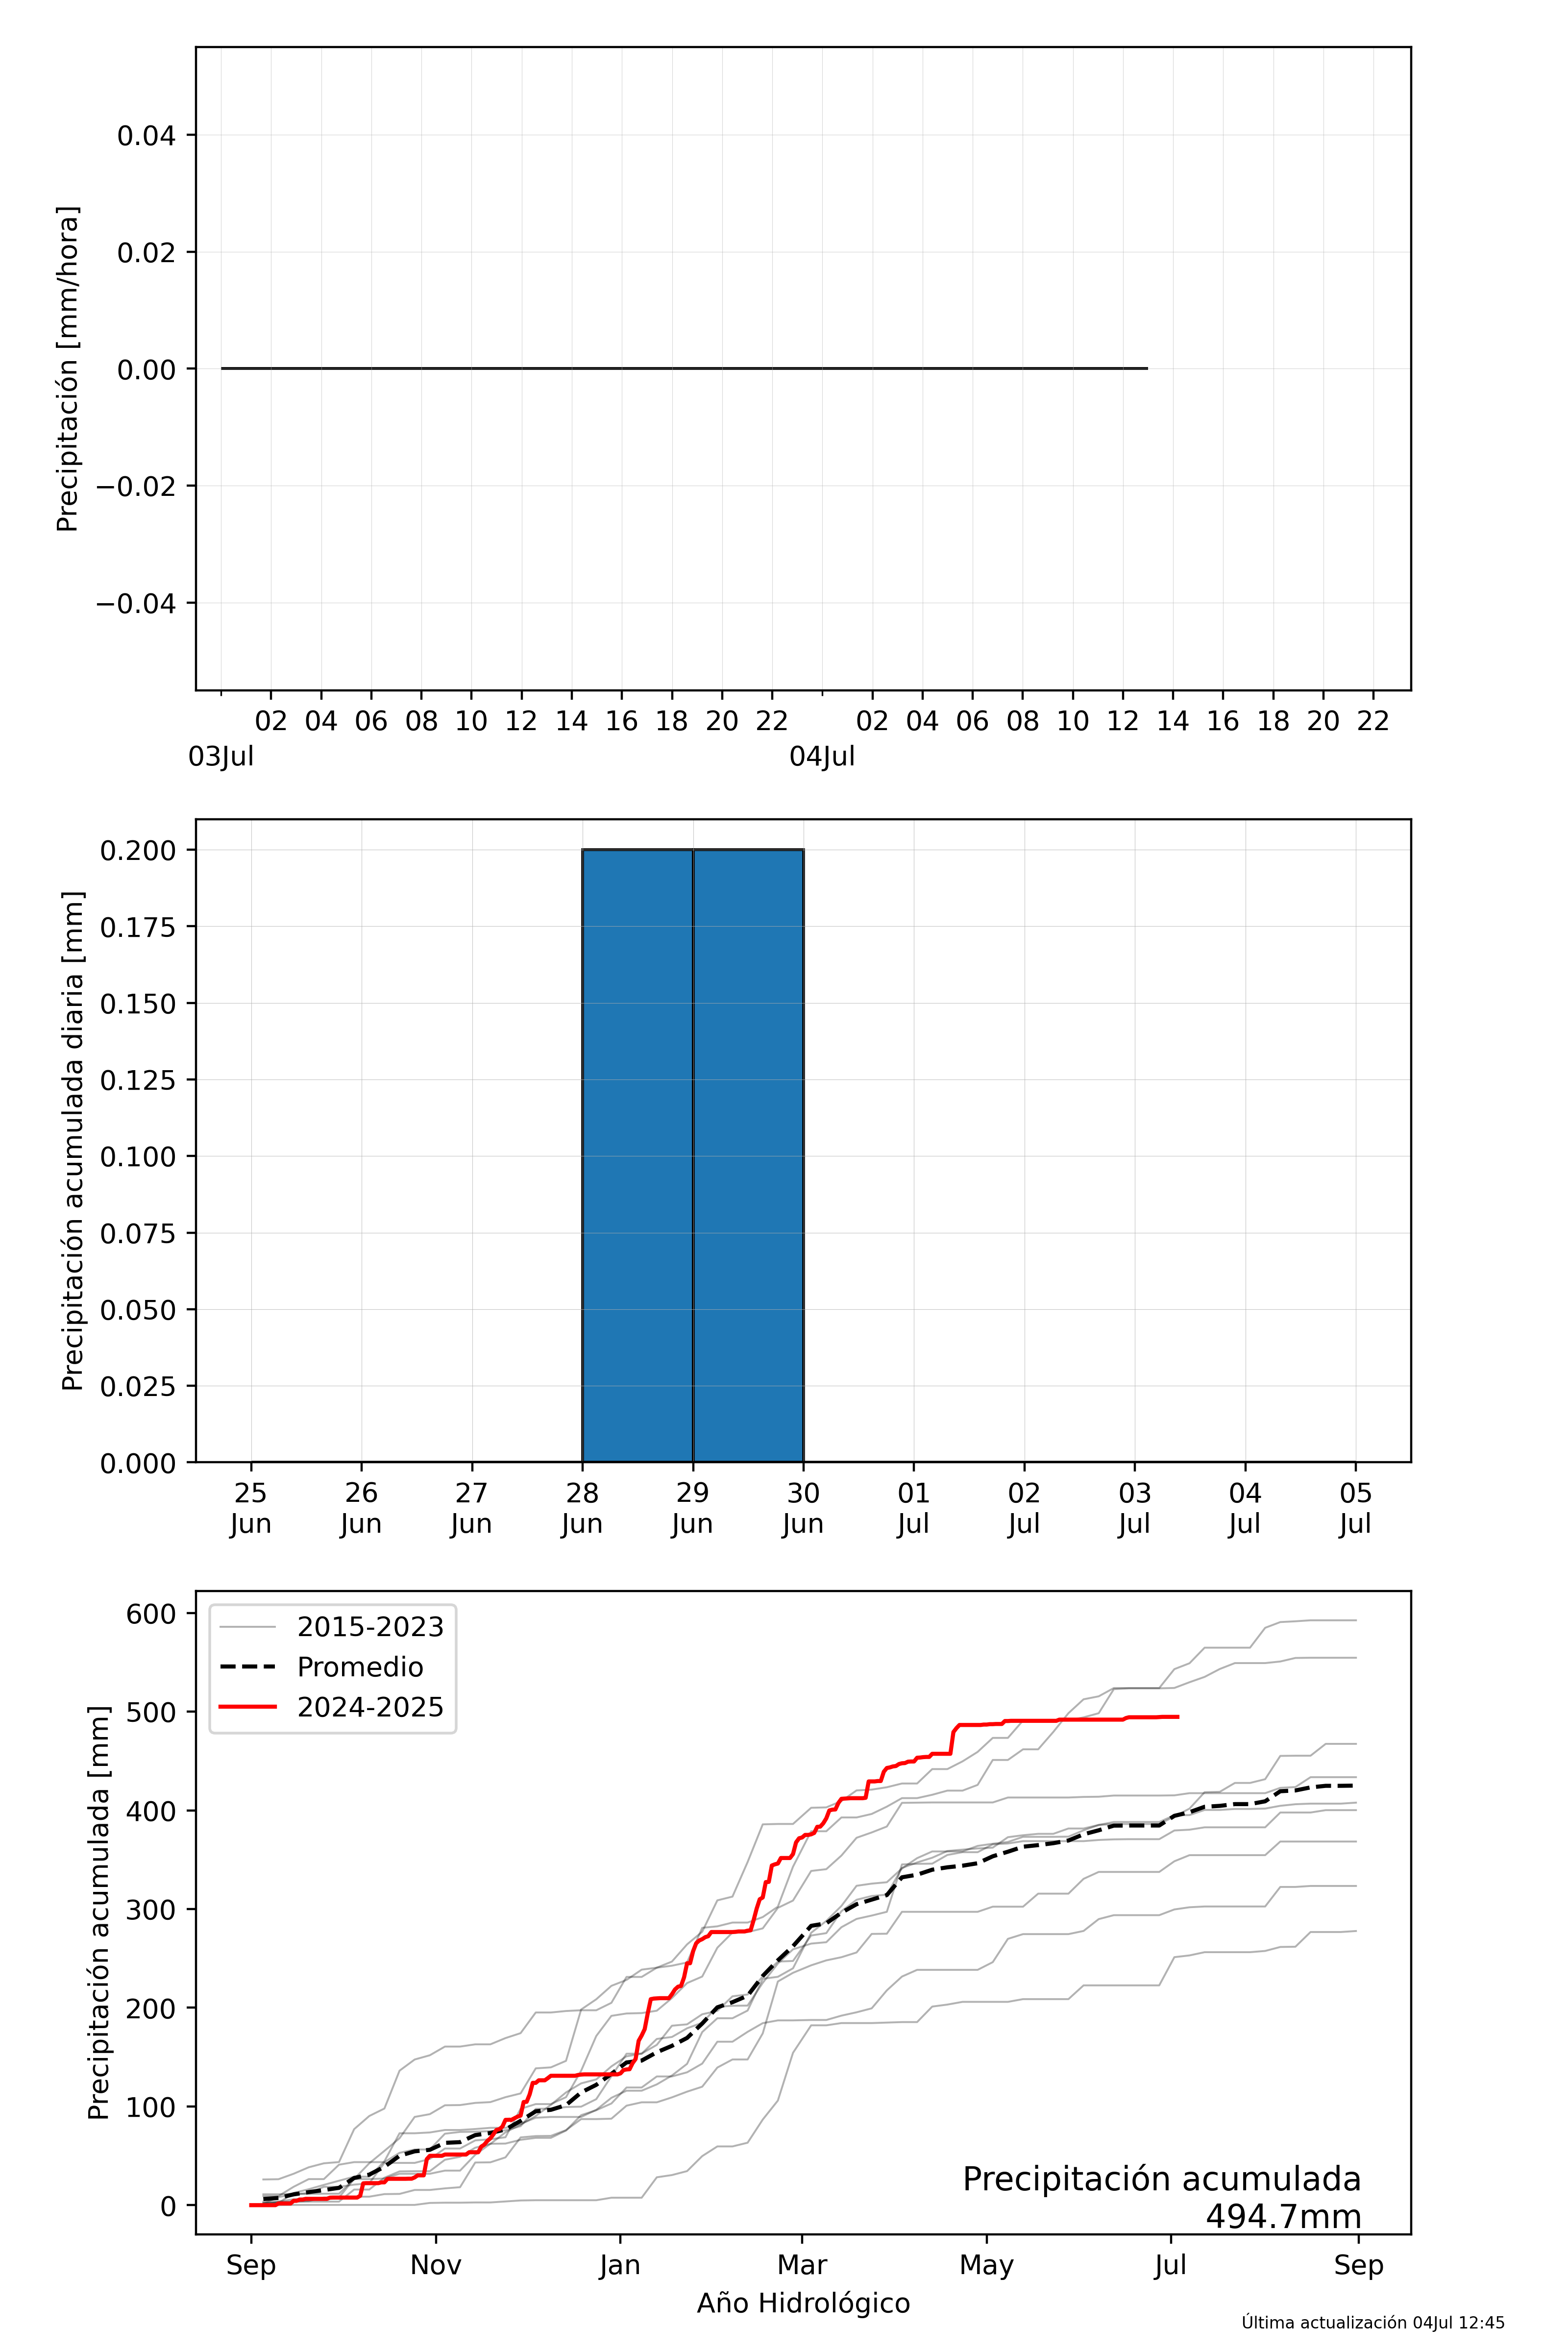 Precipitación [mm/hora]
0.04
0.02
0.00
−0.02
−0.04
02 04 06 08 10 12 14 16 18 20 22 02 04 06 08 10 12 14 16 18 20 22
03Jul 04Jul
Precipitación acumulada diaria [mm]
0.200
0.175
0.150
0.125
0.100
0.075
0.050
0.025
0.000
25 26 27 28 29 30 01 02 03 04 05
Jun Jun Jun Jun Jun Jun Jul Jul Jul Jul Jul
Precipitación acumulada [mm]
600
500
400
300
200
100
0
2015-2023
Promedio
2024-2025
Precipitación acumulada
494.7mm
Sep Nov Jan Mar May Jul Sep
Año Hidrológico
Última actualización 04Jul 12:45